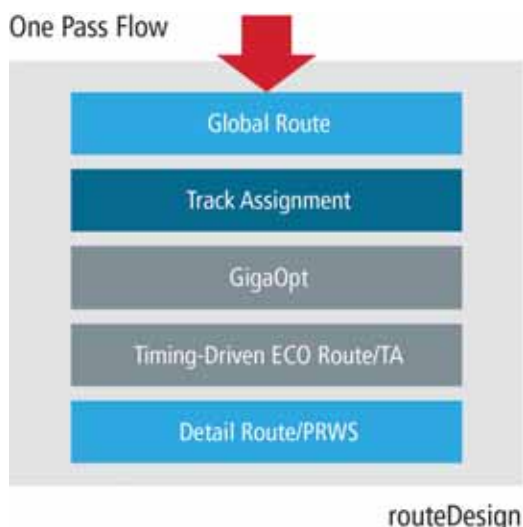 One Pass Flow
Global Route
Track Assignment
GigaOpt
Timing-Driven ECO Route/TA
Detail Route/PRWS
routeDesign